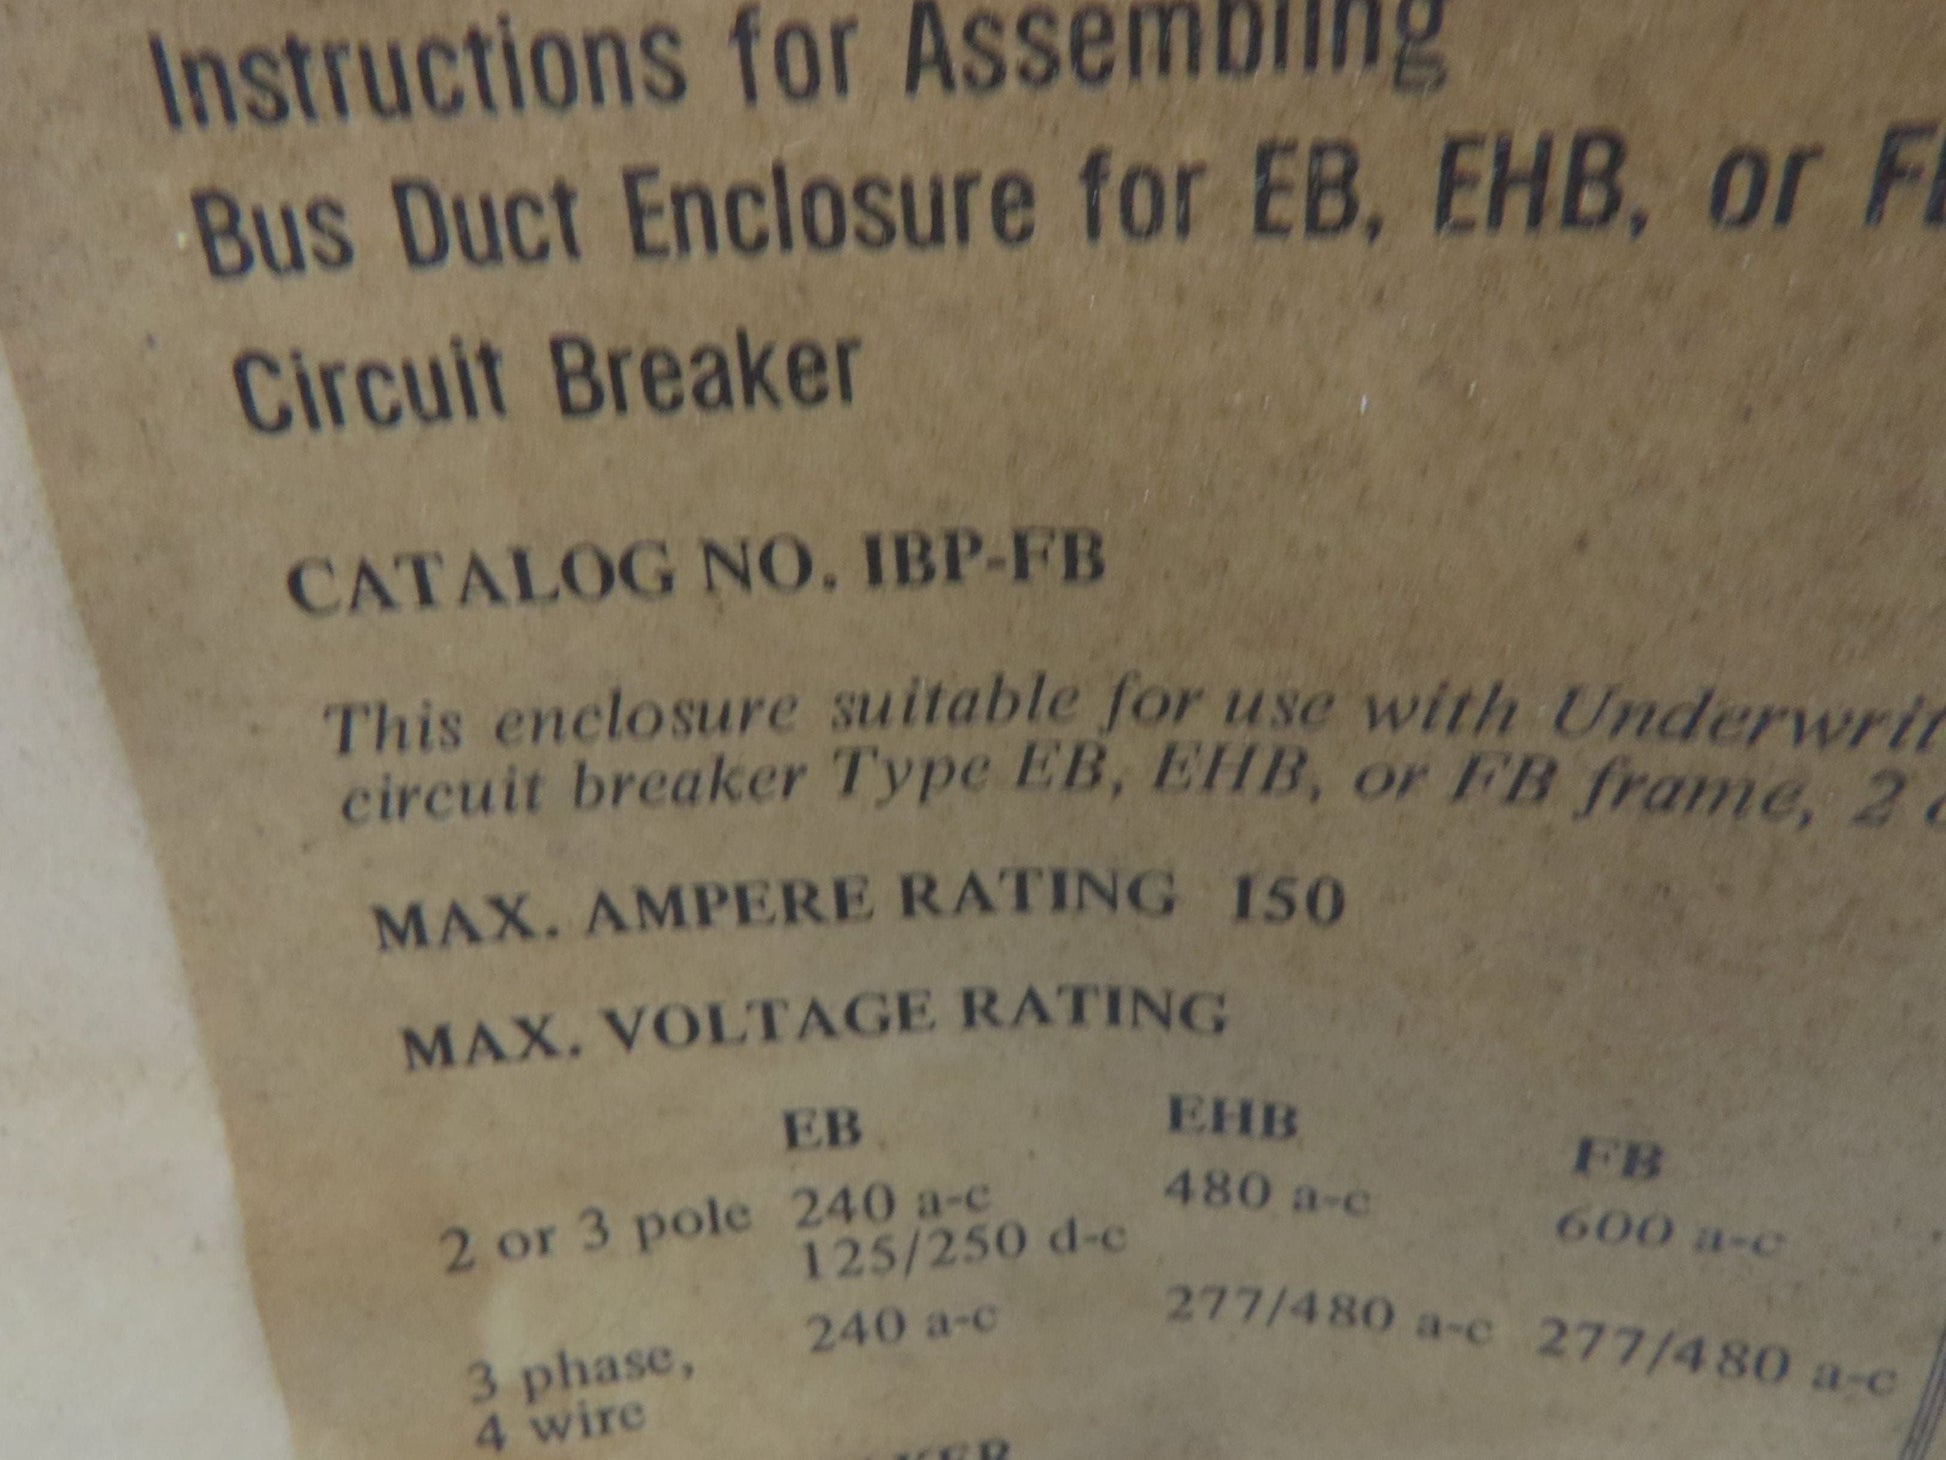 Instructions for Assembling
Bus Duct Enclosure for EB, EHB, or
Circuit Breaker
CATALOG NO. IBP-FB
This enclosure suitable for use with
circuit breaker Type EB, EHB, or FB frame, 2
MAX. AMPERE RATING 150
MAX. VOLTAGE RATING
EB EHB FB
2 or 3 pole 240 a-c 480 a-c 600 a-c
125/250 d-c
3 phase, 240 a-c 277/480 a-c 277/480 a-c
4 wire